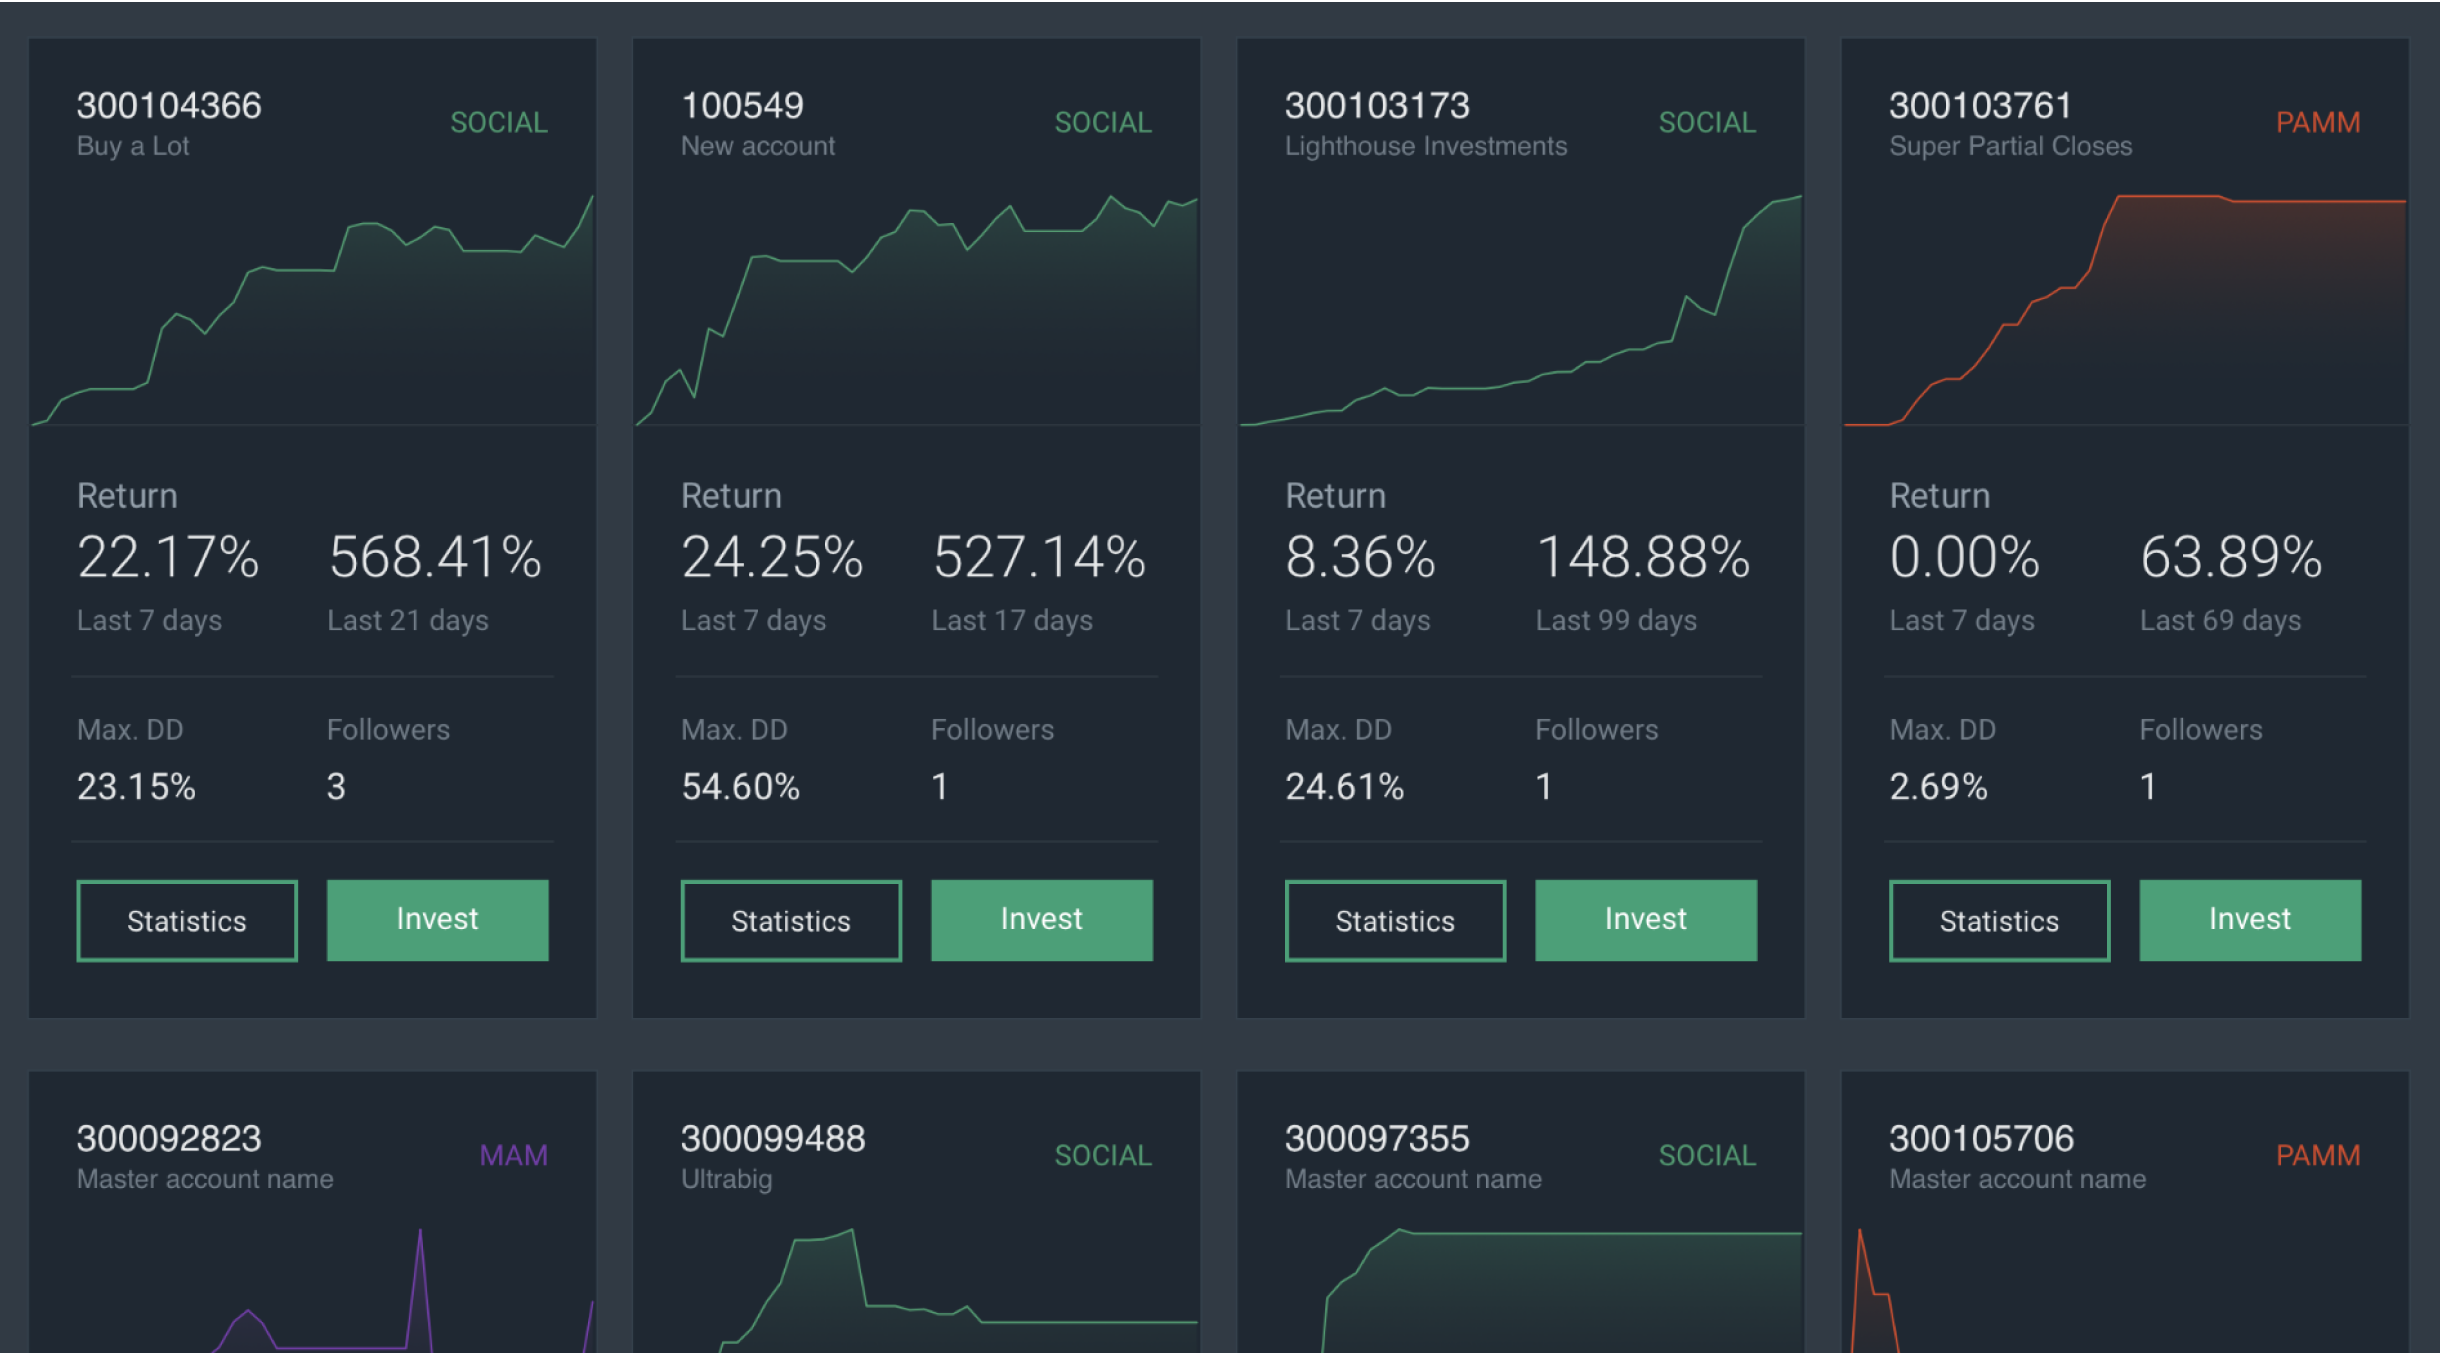 300104366
SOCIAL
Buy a Lot
Return
22.17% 568.41%
Last 7 days Last 21 days
Max. DD Followers
23.15% 3
Statistics Invest
100549
SOCIAL
New account
Return
24.25% 527.14%
Last 7 days Last 17 days
Max. DD Followers
54.60% 1
Statistics Invest
300103173
SOCIAL
Lighthouse Investments
Return
8.36% 148.88%
Last 7 days Last 99 days
Max. DD Followers
24.61% 1
Statistics Invest
300103761
PAMM
Super Partial Closes
Return
0.00% 63.89%
Last 7 days Last 69 days
Max. DD Followers
2.69% 1
Statistics Invest
300092823
MAM
Master account name
300099488
SOCIAL
Ultrabig
300097355
SOCIAL
Master account name
300105706
PAMM
Master account name